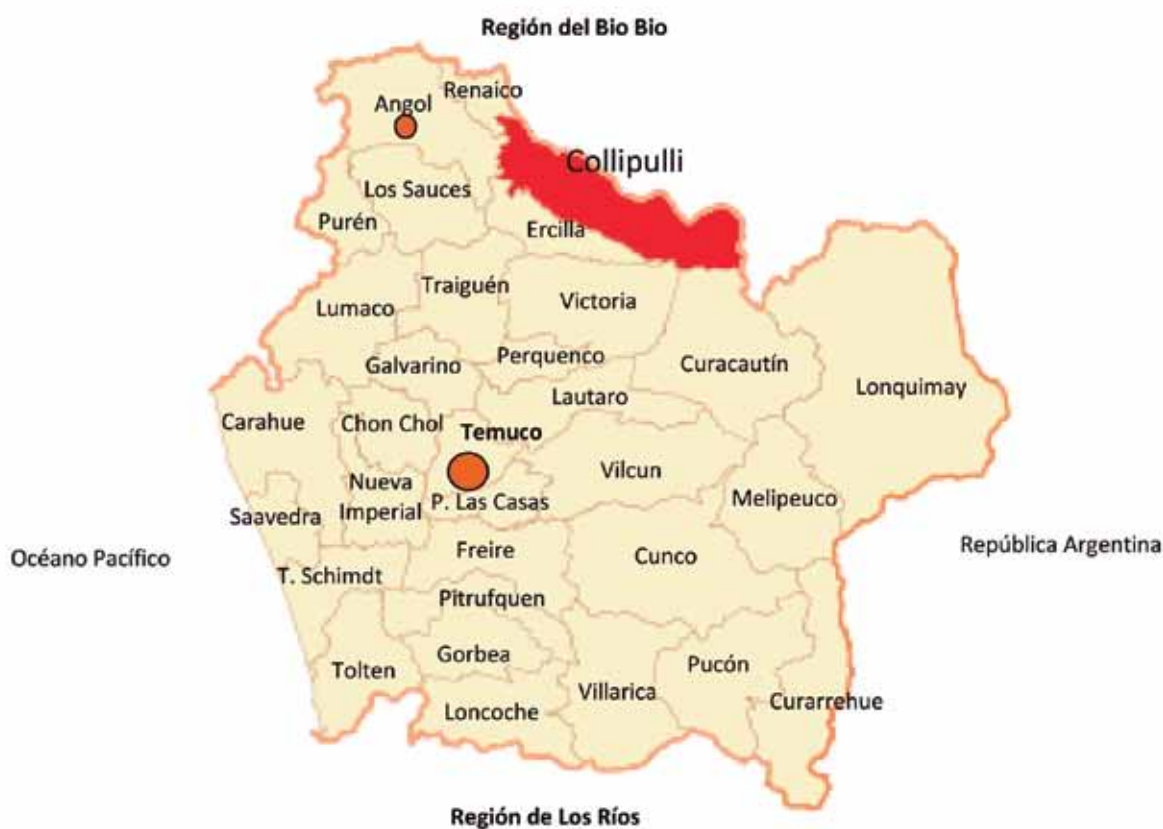 Región del Bio Bio
Renaico
Angol
Collipulli
Los Sauces
Purén
Ercilla
Traiguén
Victoria
Lumaco
Perquenco
Galvarino
Curacautín
Lonquimay
Lautaro
Carahue
Chon Chol
Temuco
Vilcun
Nueva
Imperial
P. Las Casas
Melipeuco
Saavedra
Océano Pacífico
Freire
Cunco
República Argentina
T. Schimdt
Pitrufquen
Gorbea
Tolten
Pucón
Villarica
Curarrehue
Loncoche
Región de Los Ríos